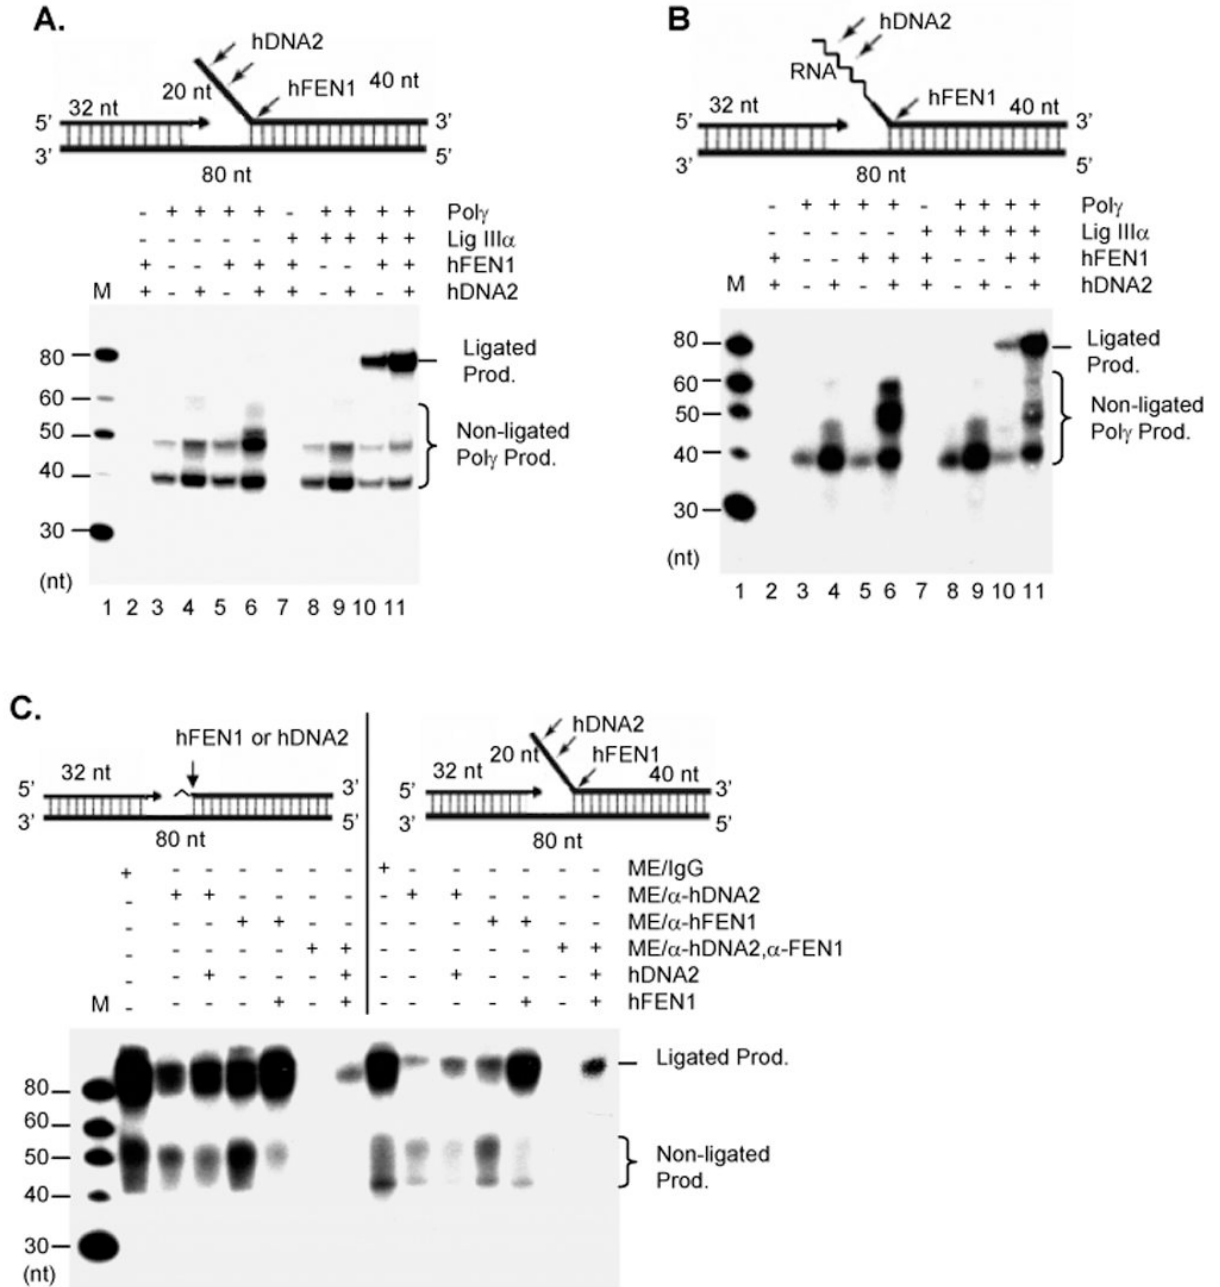 A.
hDNA2
hFEN1
40 nt
20 nt
32 nt
5' 3'
3' 5'
80 nt
- + + + + - + + + + Polγ
- - - - - + + + + + Lig IIIα
+ - - + + + - - + + hFEN1
M + - + - + + - + - + hDNA2
80
60
50
40
30
(nt)
Ligated
Prod.
Non-ligated
Polγ Prod.
1 2 3 4 5 6 7 8 9 10 11
B
hDNA2
RNA
hFEN1
32 nt
40 nt
5' 3'
3' 5'
80 nt
- + + + + - + + + + Polγ
- - - - - + + + + + Lig IIIα
+ - - + + + - - + + hFEN1
M + - + - + + - + - + hDNA2
80
60
50
40
30
(nt)
Ligated
Prod.
Non-ligated
Polγ Prod.
1 2 3 4 5 6 7 8 9 10 11
C.
hFEN1 or hDNA2
32 nt
5' 3'
3' 5'
80 nt
hDNA2
20 nt
hFEN1
32 nt
40 nt
5' 3'
3' 5'
80 nt
+ - - - - - - + - - - - - - ME/IgG
- + + - - - - - + + - - - - ME/α-hDNA2
- - - + + - - - - - + + - - ME/α-hFEN1
- - - - - + + - - - - - + + ME/α-hDNA2,α-FEN1
- - + - - - + - - + - - - + hDNA2
M - - - - + - + - - - - + - + hFEN1
80
60
50
40
30
(nt)
Ligated Prod.
Non-ligated
Prod.